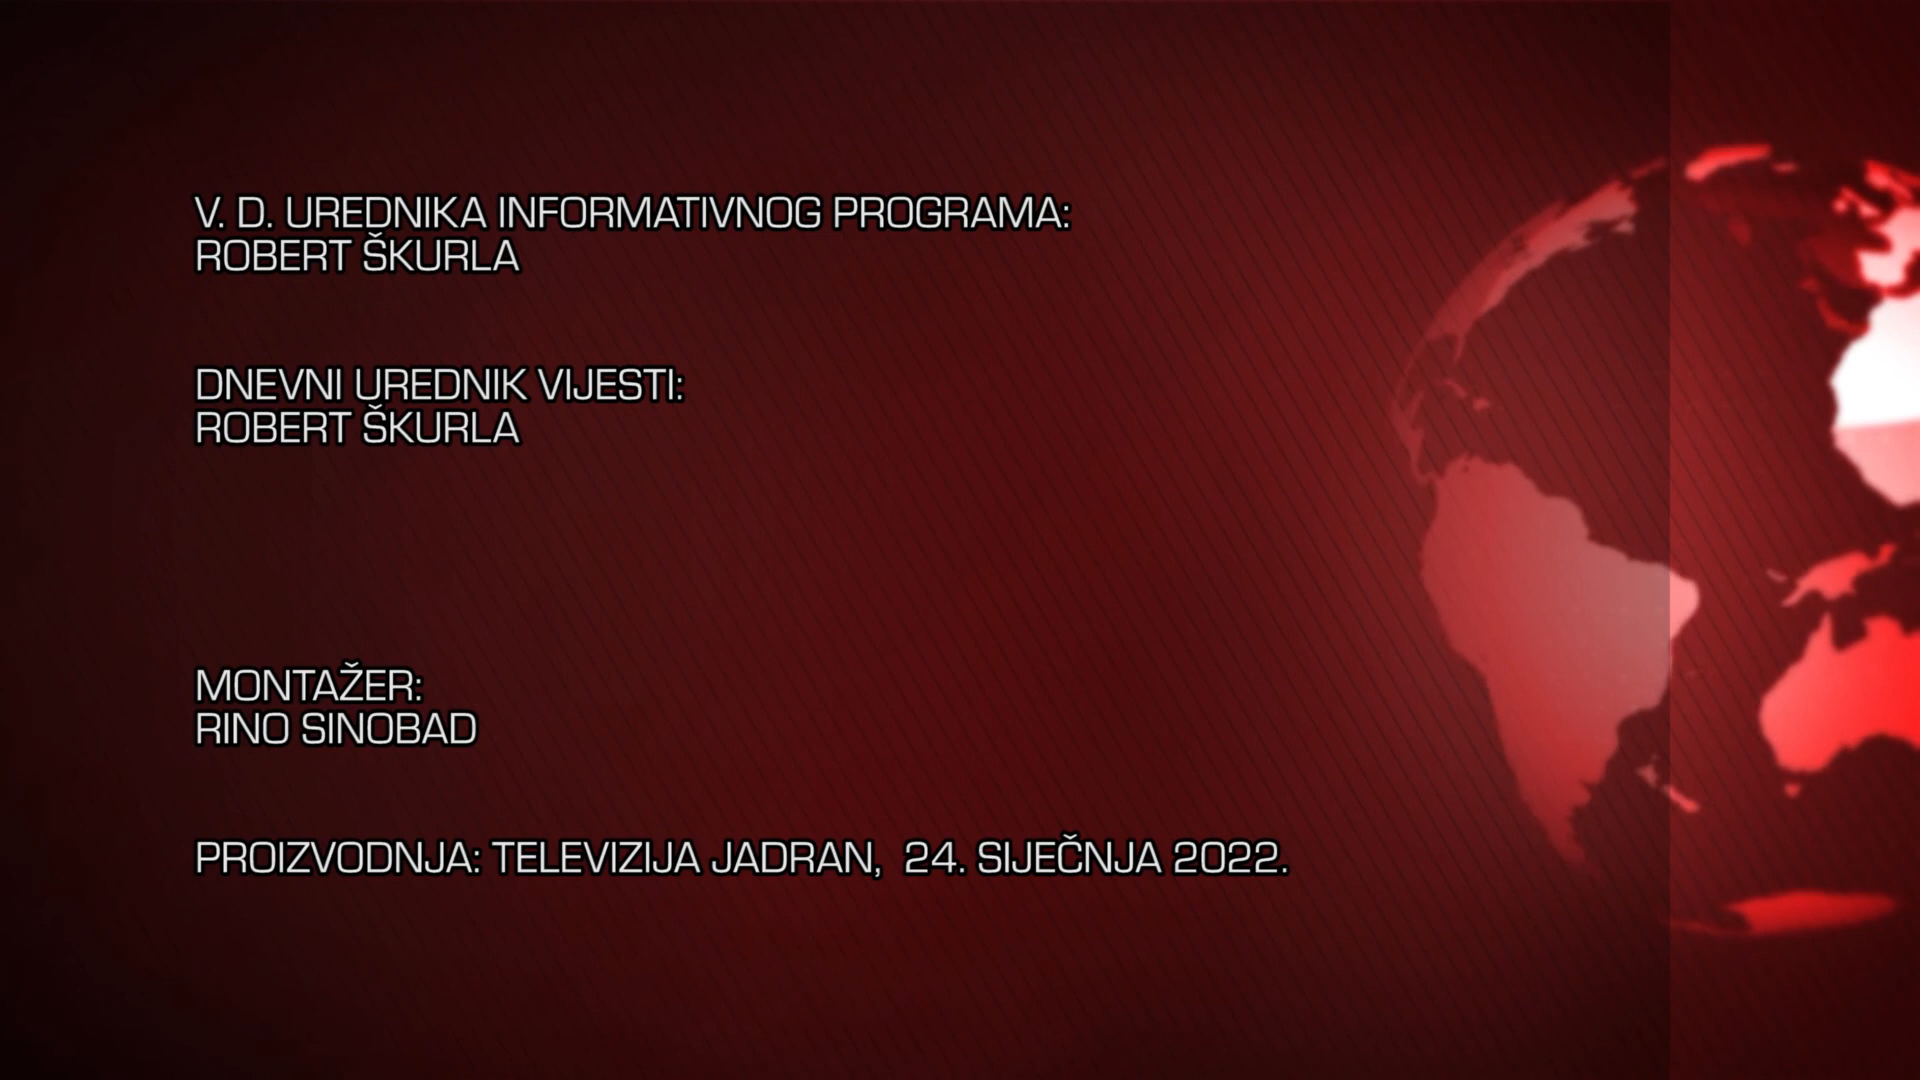 V. D. UREDNIKA INFORMATIVNOG PROGRAMA:
ROBERT ŠKURLA
DNEVNI UREDNIK VIJESTI:
ROBERT ŠKURLA
MONTAŽER:
RINO SINOBAD
PROIZVODNJA: TELEVIZIJA JADRAN, 24. SIJEČNJA 2022.